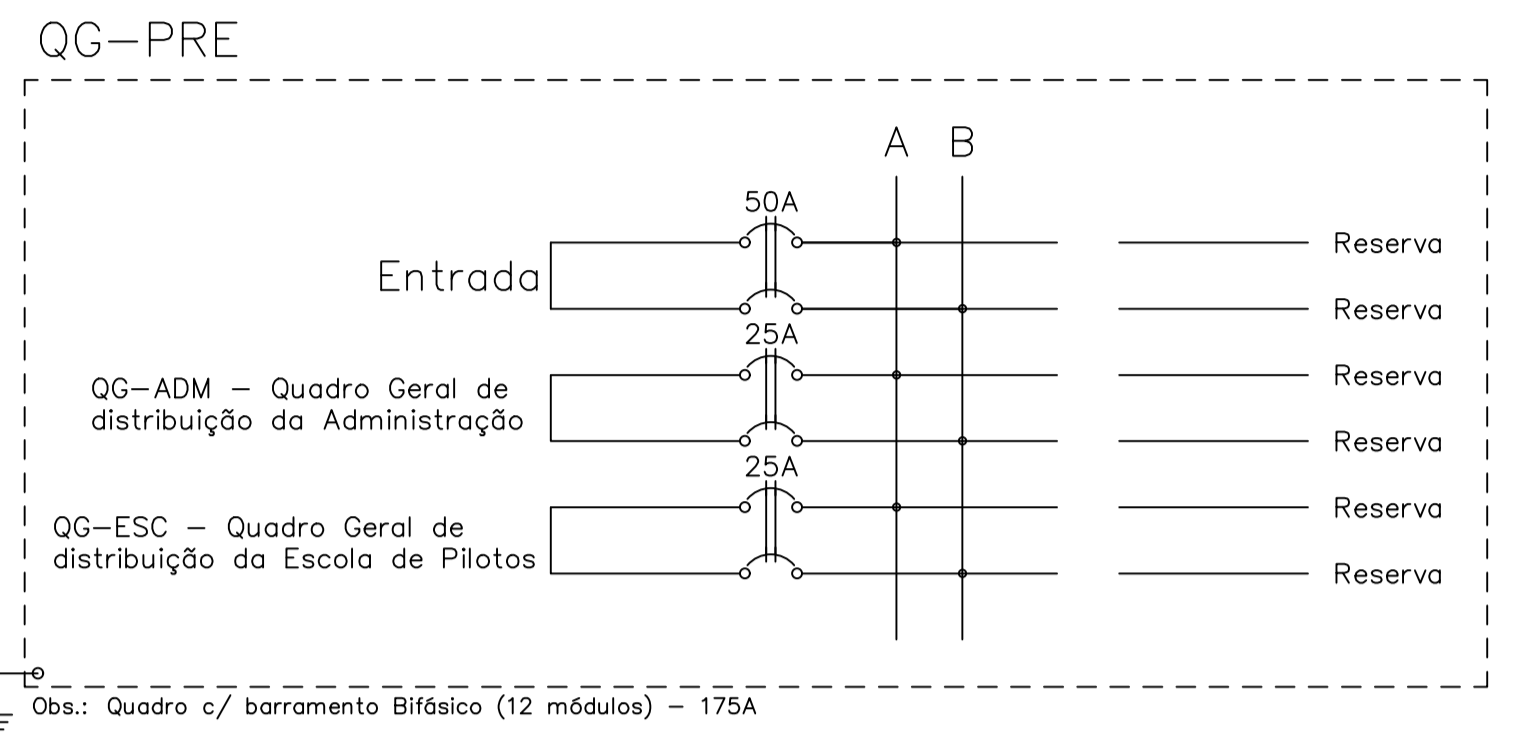 QG-PRE
A B
50A
Entrada
Reserva
Reserva
25A
QG-ADM - Quadro Geral de
distribuição da Administração
Reserva
Reserva
25A
QG-ESC - Quadro Geral de
distribuição da Escola de Pilotos
Reserva
Reserva
Obs.: Quadro c/ barramento Bifásico (12 módulos) - 175A